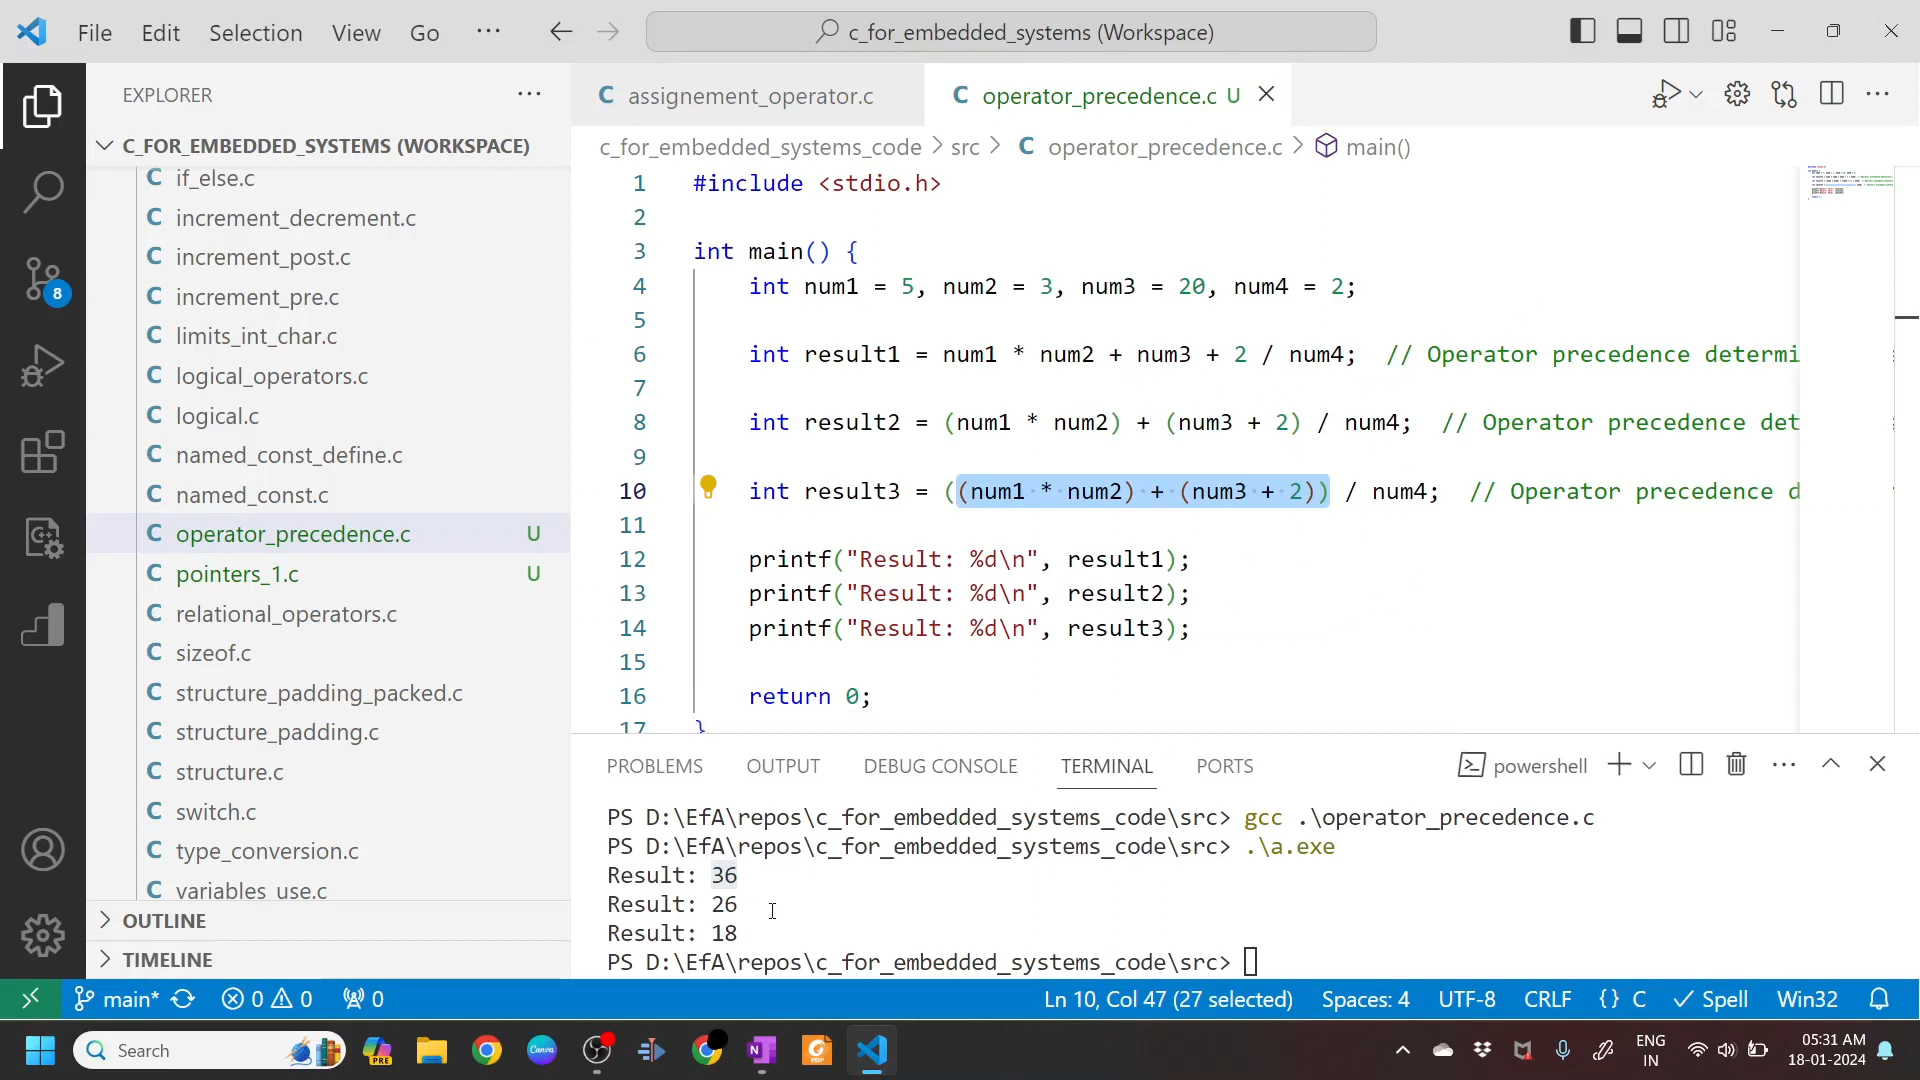 File Edit Selection View Go ··· c_for_embedded_systems (Workspace)
EXPLORER
C_FOR_EMBEDDED_SYSTEMS (WORKSPACE)
C if_else.c
C increment_decrement.c
C increment_post.c
C increment_pre.c
C limits_int_char.c
C logical_operators.c
C logical.c
C named_const_define.c
C named_const.c
C operator_precedence.c U
C pointers_1.c U
C relational_operators.c
C sizeof.c
C structure_padding_packed.c
C structure_padding.c
C structure.c
C switch.c
C type_conversion.c
C variables_use.c
OUTLINE
TIMELINE
8
C assignement_operator.c C operator_precedence.c U
c_for_embedded_systems_code > src > C operator_precedence.c > main()
1 #include <stdio.h>
2
3 int main() {
4 int num1 = 5, num2 = 3, num3 = 20, num4 = 2;
5
6 int result1 = num1 * num2 + num3 + 2 / num4; // Operator precedence determi
7
8 int result2 = (num1 * num2) + (num3 + 2) / num4; // Operator precedence det
9
10 int result3 = ((num1 * num2) + (num3 + 2)) / num4; // Operator precedence d
11
12 printf("Result: %d\n", result1);
13 printf("Result: %d\n", result2);
14 printf("Result: %d\n", result3);
15
16 return 0;
17 }
PROBLEMS OUTPUT DEBUG CONSOLE TERMINAL PORTS powershell
PS D:\EfA\repos\c_for_embedded_systems_code\src> gcc .\operator_precedence.c
PS D:\EfA\repos\c_for_embedded_systems_code\src> .\a.exe
Result: 36
Result: 26
Result: 18
PS D:\EfA\repos\c_for_embedded_systems_code\src>
main* 0 0 0 Ln 10, Col 47 (27 selected) Spaces: 4 UTF-8 CRLF {} C Spell Win32
Search PRE Canva N ENG IN 05:31 AM 18-01-2024